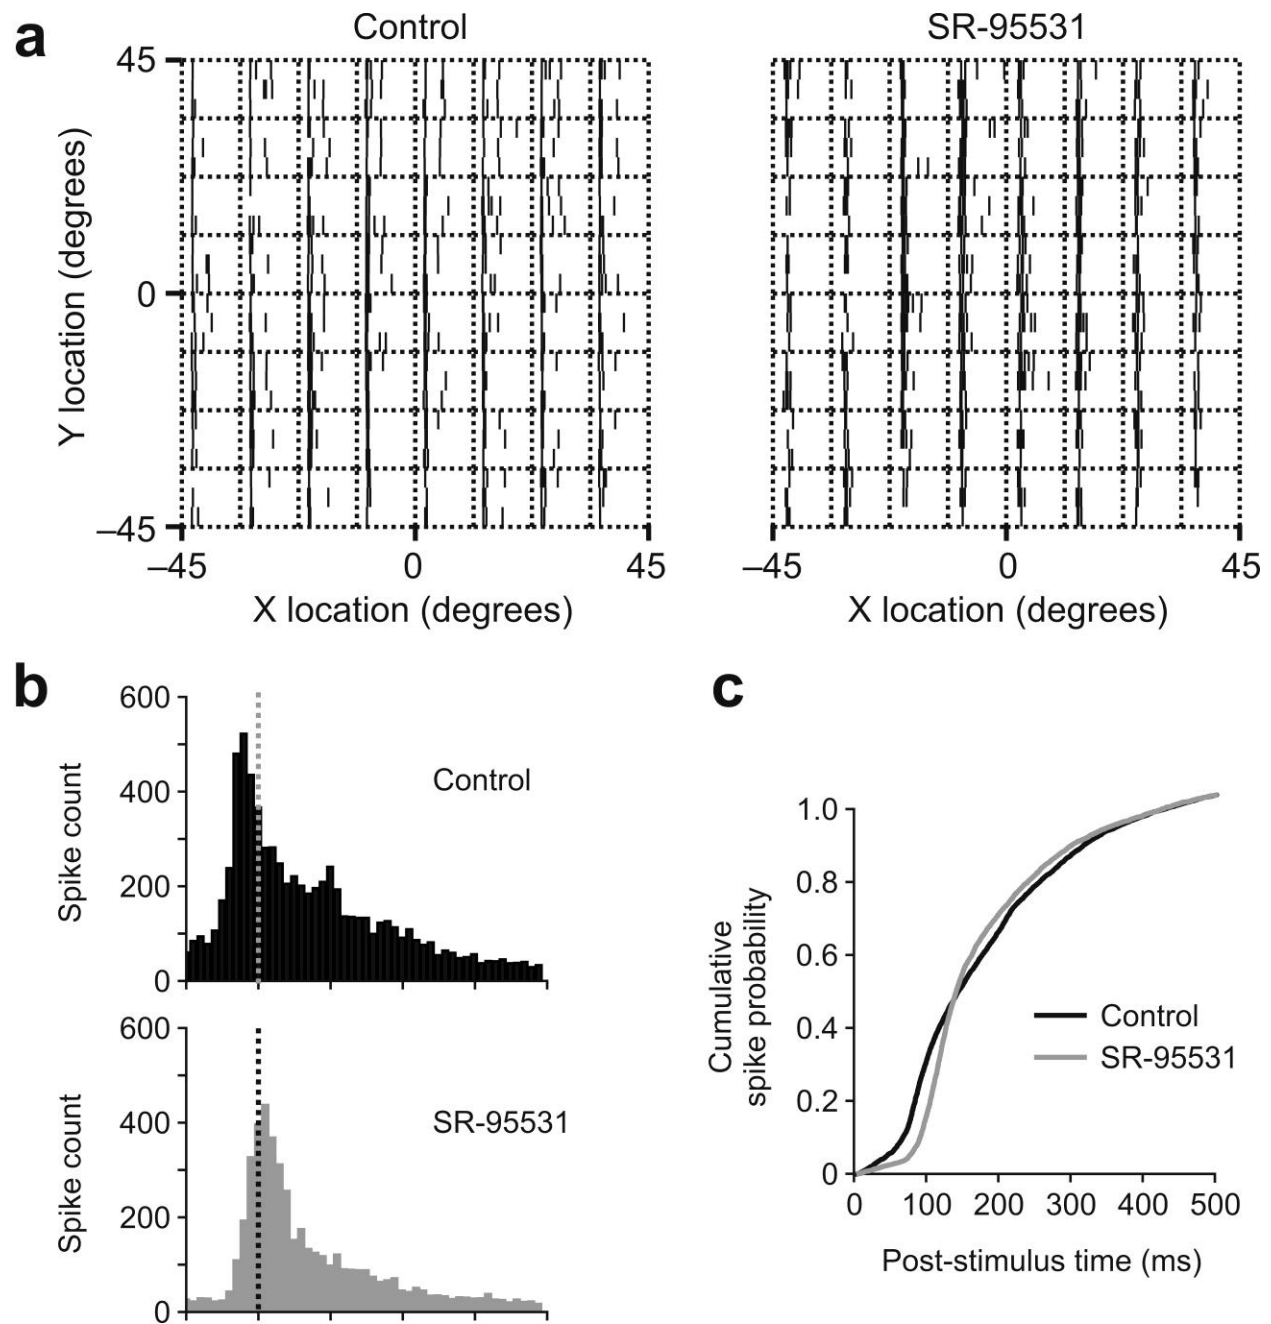 a
Control
SR-95531
45
0
–45
Y location (degrees)
–45 0 45
X location (degrees)
–45 0 45
X location (degrees)
b
600
400
200
0
Spike count
Control
600
400
200
0
Spike count
SR-95531
c
1.0
0.8
0.6
0.4
0.2
0
Cumulative
spike probability
Control
SR-95531
0 100 200 300 400 500
Post-stimulus time (ms)